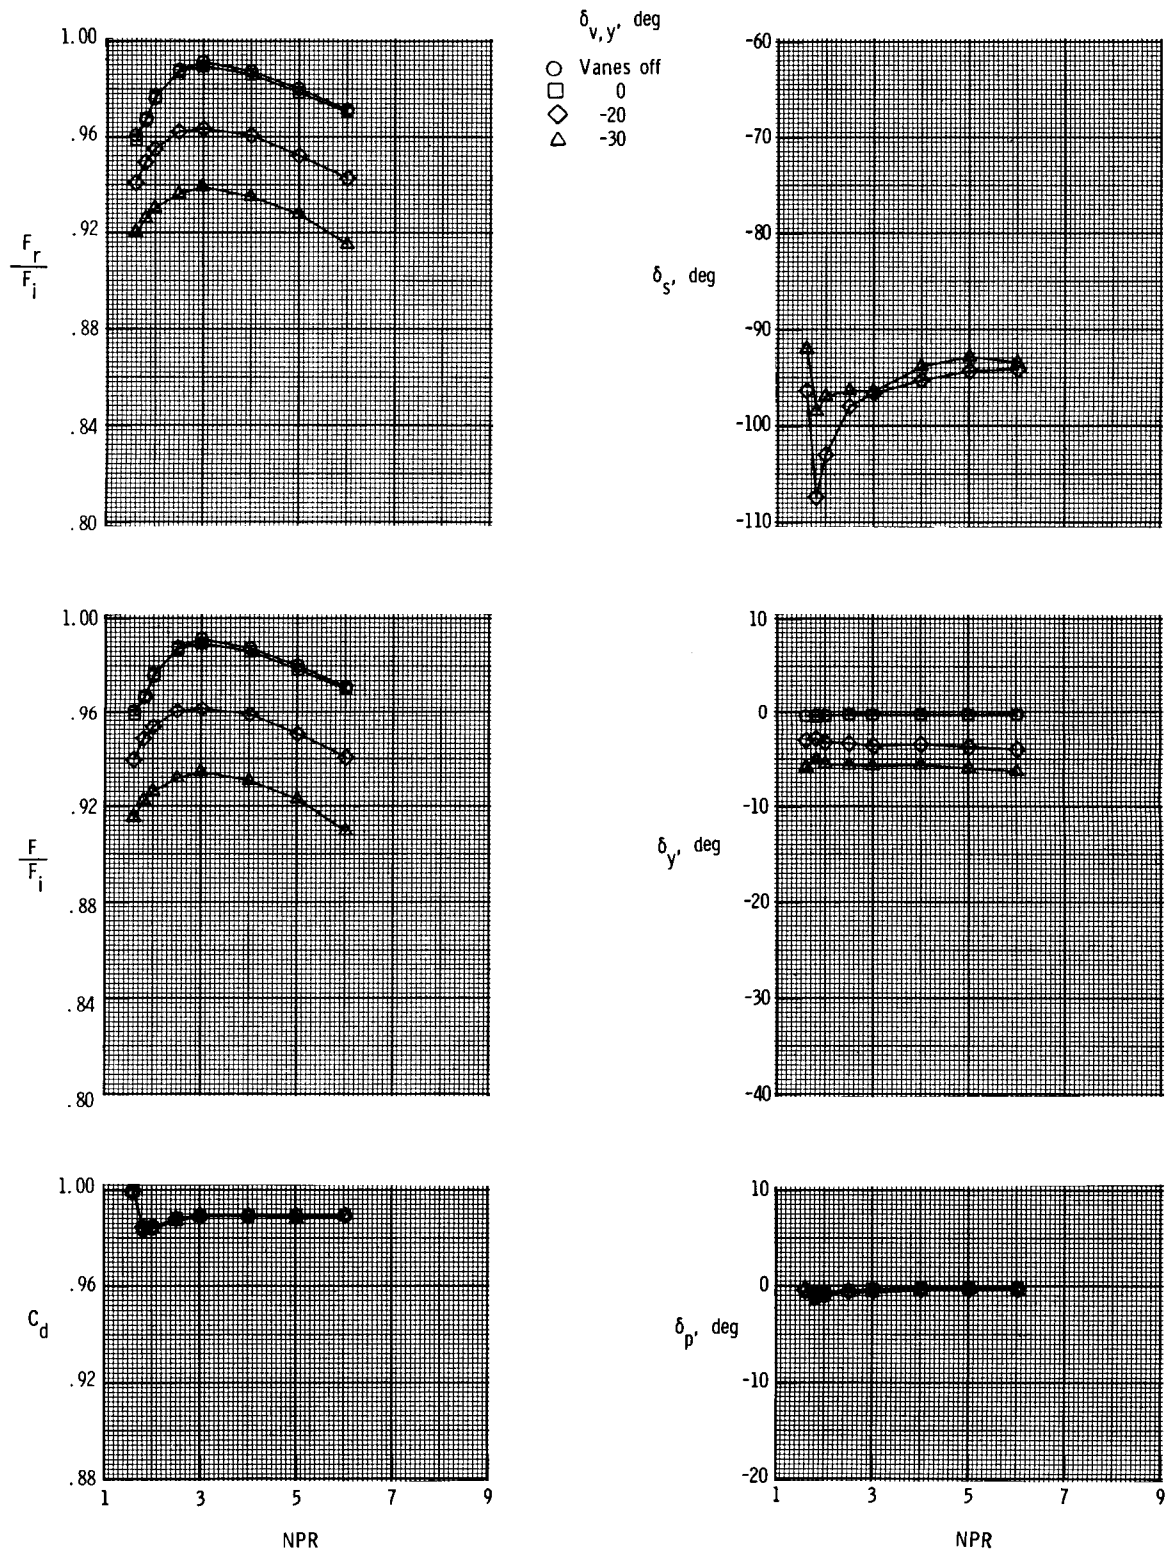 δv,y, deg
○ Vanes off
□ 0
◇ -20
△ -30
1.00
.96
.92
.88
.84
.80
Fr
Fi
-60
-70
-80
-90
-100
-110
δs, deg
1.00
.96
.92
.88
.84
.80
F
Fi
10
0
-10
-20
-30
-40
δy, deg
1.00
.96
.92
.88
Cd
1 3 5 7 9
NPR
10
0
-10
-20
δp, deg
1 3 5 7 9
NPR